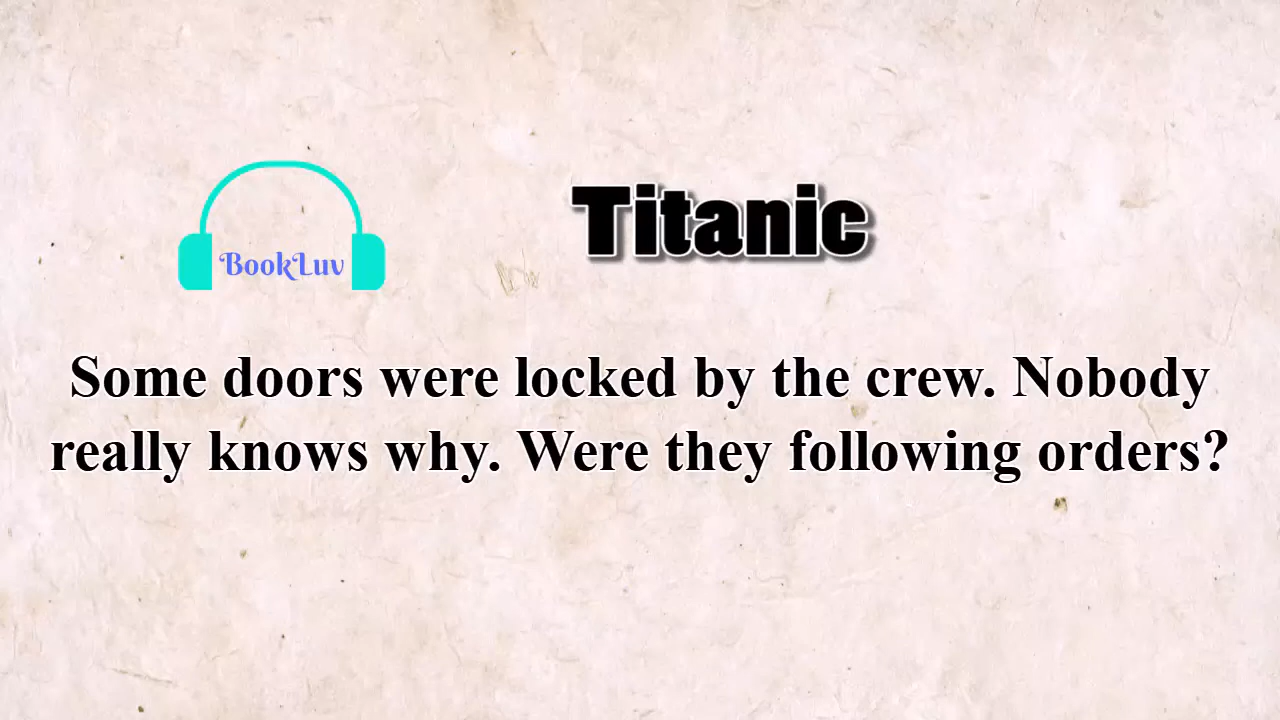 Titanic
BookLuv
Some doors were locked by the crew. Nobody
really knows why. Were they following orders?